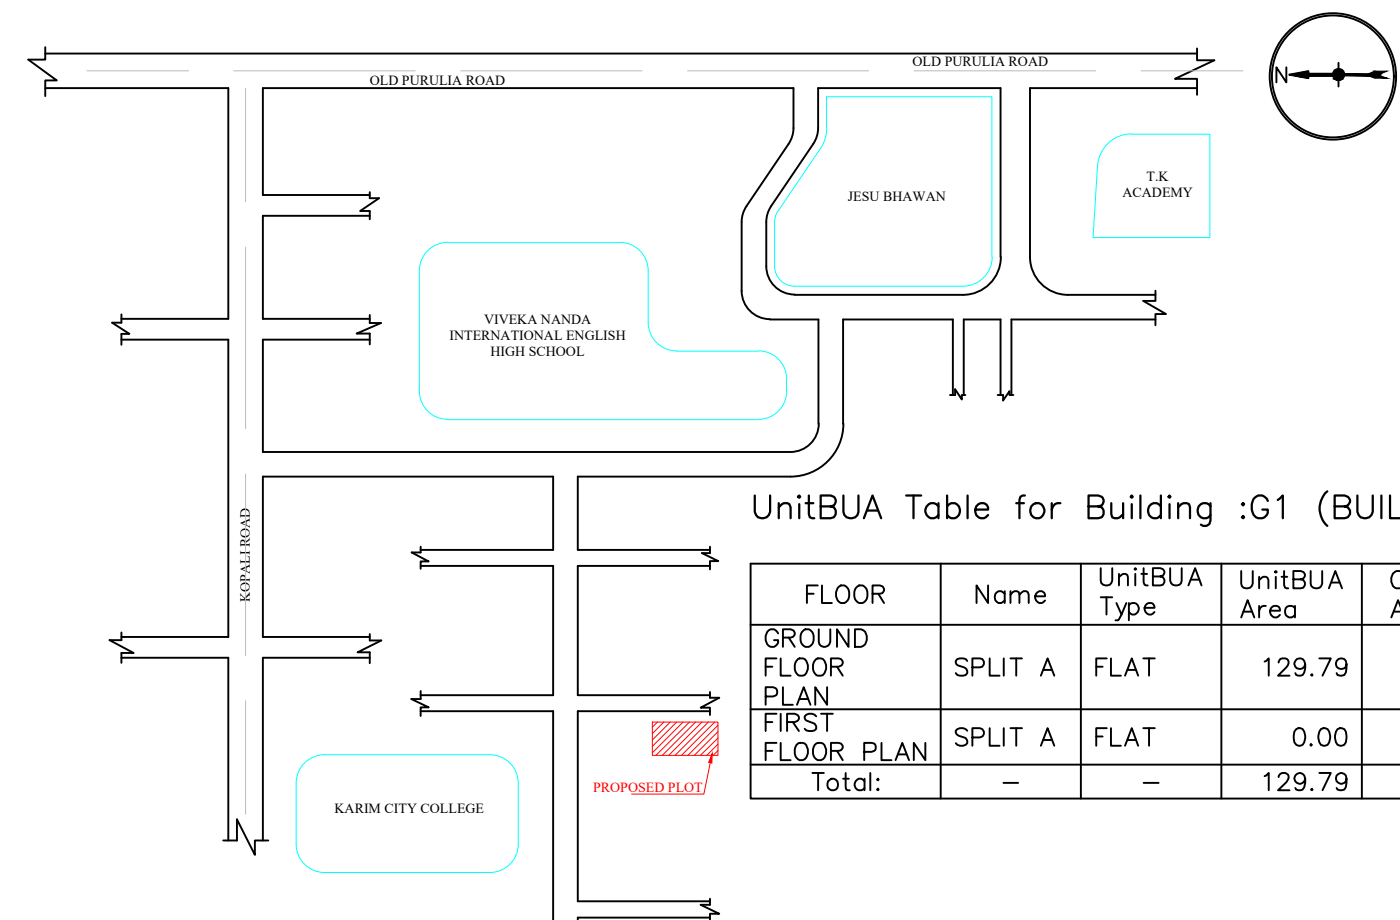 OLD PURULIA ROAD
OLD PURULIA ROAD
N
JESU BHAWAN
T.K
ACADEMY
VIVEKA NANDA
INTERNATIONAL ENGLISH
HIGH SCHOOL
KOPALI ROAD
UnitBUA Table for Building :G1 (BUIL
FLOOR Name UnitBUA Type UnitBUA Area
GROUND FLOOR PLAN SPLIT A FLAT 129.79
FIRST FLOOR PLAN SPLIT A FLAT 0.00
Total: – – 129.79
PROPOSED PLOT
KARIM CITY COLLEGE